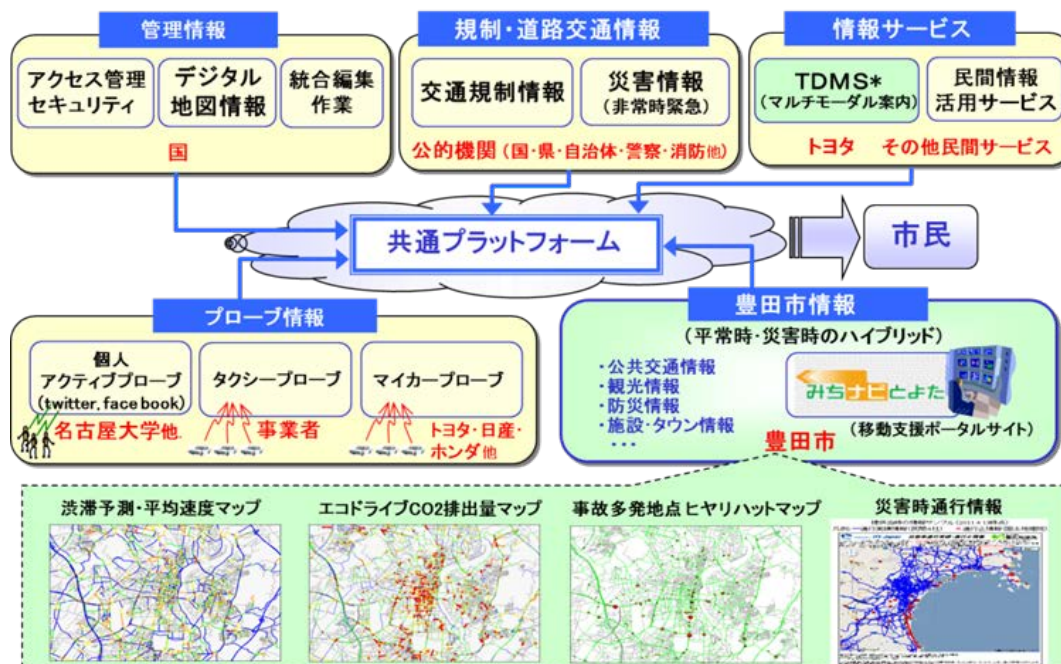 管理情報
アクセス管理
セキュリティ
デジタル
地図情報
統合編集
作業
国
規制・道路交通情報
交通規制情報
災害情報
(非常時緊急)
公的機関(国・県・自治体・警察・消防他)
情報サービス
TDMS*
(マルチモーダル案内)
民間情報
活用サービス
トヨタ その他民間サービス
共通プラットフォーム
市民
プローブ情報
個人
アクティブプローブ
(twitter,face book)
タクシープローブ
マイカープローブ
名古屋大学他
事業者
トヨタ・日産・
ホンダ他
豊田市情報
(平常時・災害時のハイブリッド)
・公共交通情報
・観光情報
・防災情報
・施設・タウン情報
・・・
みちナビとよた
(移動支援ポータルサイト)
豊田市
渋滞予測・平均速度マップ
エコドライブCO2排出量マップ
事故多発地点ヒヤリハットマップ
災害時通行情報